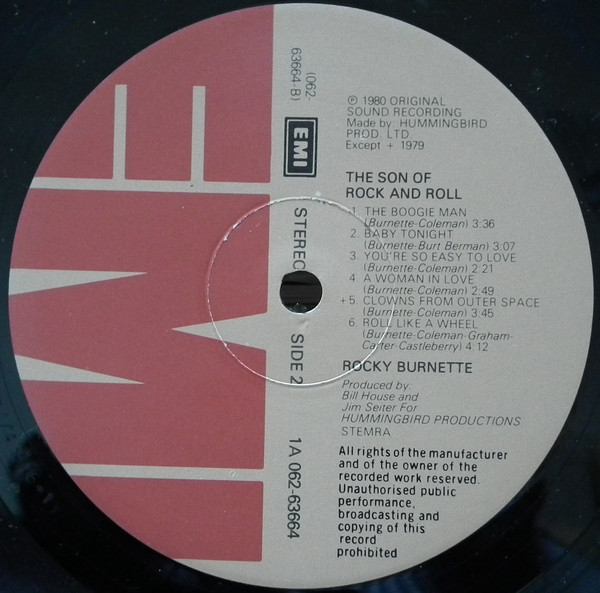 (062-
63664-B)
EMI
STEREO
SIDE 2
1A 062-63664
℗ 1980 ORIGINAL
SOUND RECORDING
Made by: HUMMINGBIRD
PROD. LTD.
Except + 1979
THE SON OF
ROCK AND ROLL
1. THE BOOGIE MAN
(Burnette-Coleman) 3:36
2. BABY TONIGHT
(Burnette-Burt Berman) 3:07
3. YOU'RE SO EASY TO LOVE
(Burnette-Coleman) 2:21
4. A WOMAN IN LOVE
(Burnette-Coleman) 2:49
+5. CLOWNS FROM OUTER SPACE
(Burnette-Coleman) 3:45
6. ROLL LIKE A WHEEL
(Burnette-Coleman-Graham-
Carter-Castleberry) 4:12
ROCKY BURNETTE
Produced by:
Bill House and
Jim Seiter For
HUMMINGBIRD PRODUCTIONS
STEMRA
All rights of the manufacturer
and of the owner of the
recorded work reserved.
Unauthorised public
performance,
broadcasting and
copying of this
record
prohibited